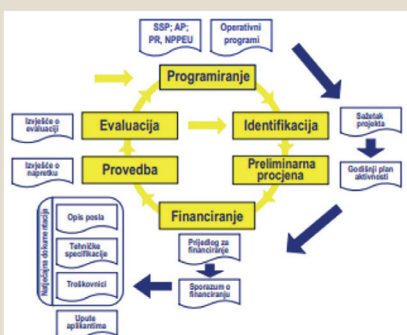 SSP; AP;
PR, NPPEU
Operativni
programi
Programiranje
Izvješće o
evaluaciji
Evaluacija
Identifikacija
Sažetak
projekta
Izvješće o
napretku
Provedba
Preliminarna
procjena
Godišnji plan
aktivnosti
Financiranje
Natječajna dokumentacija
Opis posla
Tehničke
specifikacije
Troškovnici
Prijedlog za
financiranje
Sporazum o
financiranju
Upute
aplikantima